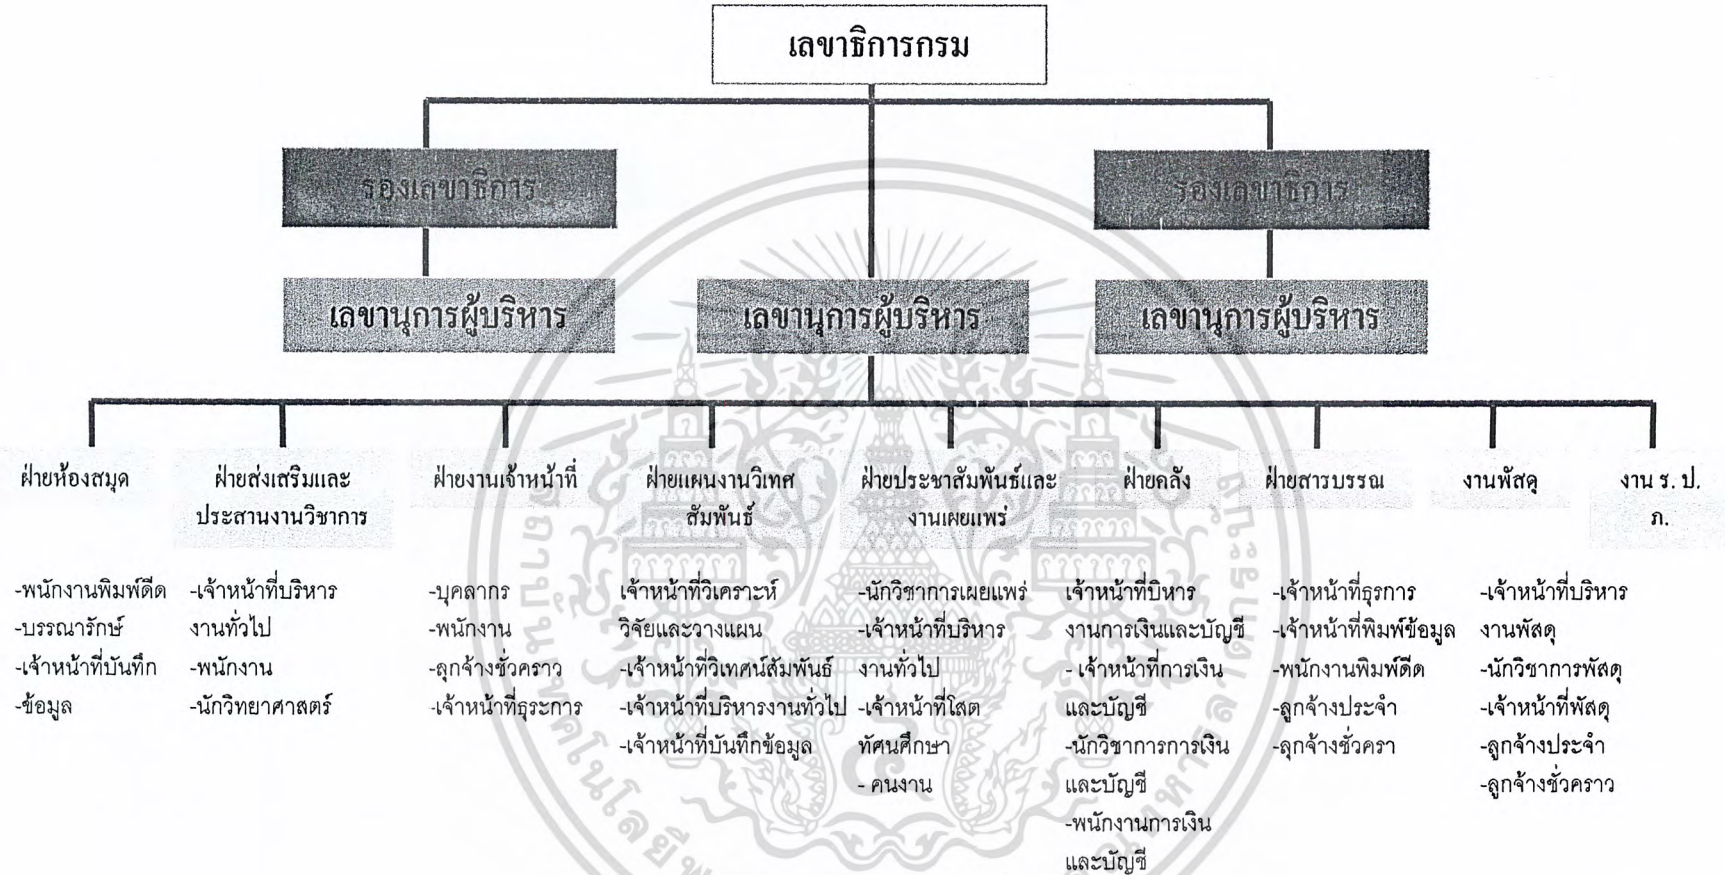 เลขาธิการกรม
รองเลขาธิการ
รองเลขาธิการ
เลขานุการผู้บริหาร
เลขานุการผู้บริหาร
เลขานุการผู้บริหาร
ฝ่ายห้องสมุด
-พนักงานพิมพ์ดีด
-บรรณารักษ์
-เจ้าหน้าที่บันทึก
-ข้อมูล
ฝ่ายส่งเสริมและ
ประสานงานวิชาการ
-เจ้าหน้าที่บริหาร
งานทั่วไป
-พนักงาน
-นักวิทยาศาสตร์
ฝ่ายงานเจ้าหน้าที่
-บุคลากร
-พนักงาน
-ลูกจ้างชั่วคราว
-เจ้าหน้าที่ธุระการ
ฝ่ายแผนงานวิเทศ
สัมพันธ์
เจ้าหน้าที่วิเคราะห์
วิจัยและวางแผน
-เจ้าหน้าที่วิเทศน์สัมพันธ์
-เจ้าหน้าที่บริหารงานทั่วไป
-เจ้าหน้าที่บันทึกข้อมูล
ฝ่ายประชาสัมพันธ์และ
งานเผยแพร่
-นักวิชาการเผยแพร่
-เจ้าหน้าที่บริหาร
งานทั่วไป
-เจ้าหน้าที่โสต
ทัศนศึกษา
- คนงาน
ฝ่ายคลัง
เจ้าหน้าที่บิหาร
งานการเงินและบัญชี
- เจ้าหน้าที่การเงิน
และบัญชี
-นักวิชาการการเงิน
และบัญชี
-พนักงานการเงิน
และบัญชี
ฝ่ายสารบรรณ
-เจ้าหน้าที่ธุรการ
-เจ้าหน้าที่พิมพ์ข้อมูล
-พนักงานพิมพ์ดีด
-ลูกจ้างประจำ
-ลูกจ้างชั่วครา
งานพัสดุ
-เจ้าหน้าที่บริหาร
งานพัสดุ
-นักวิชาการพัสดุ
-เจ้าหน้าที่พัสดุ
-ลูกจ้างประจำ
-ลูกจ้างชั่วคราว
งาน ร. ป.
ภ.